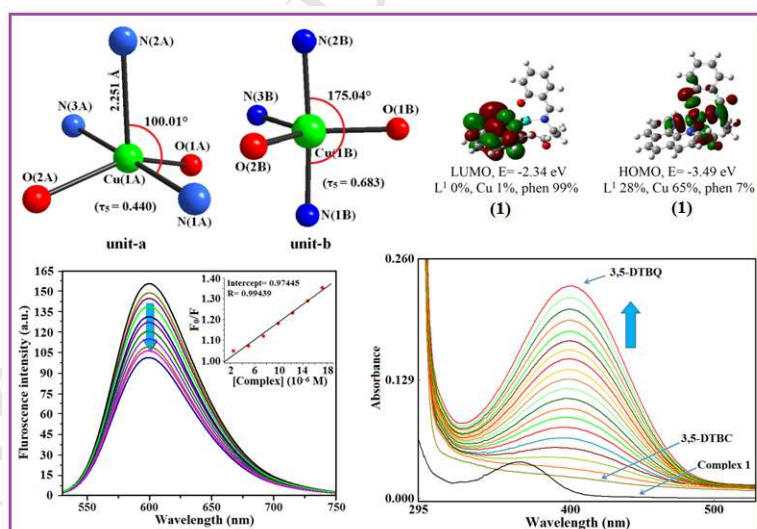 N(2A)
2.251 Å
N(3A)
100.01°
O(1A)
Cu(1A)
O(2A)
(τ5 = 0.440)
N(1A)
unit-a
N(2B)
175.04°
N(3B)
O(1B)
Cu(1B)
O(2B)
(τ5 = 0.683)
N(1B)
unit-b
LUMO, E= -2.34 eV
L1 0%, Cu 1%, phen 99%
(1)
HOMO, E= -3.49 eV
L1 28%, Cu 65%, phen 7%
(1)
Fluroscence intensity (a.u.)
165
150
135
120
105
90
75
60
45
30
15
0
550
600
650
700
750
Wavelength (nm)
Intercept= 0.97445
R= 0.99439
F0/F
1.40
1.30
1.20
1.10
1.00
2
4
6
8
10
12
14
16
18
[Complex] (10-6 M)
Absorbance
0.260
0.129
0.000
295
400
500
Wavelength (nm)
3,5-DTBQ
3,5-DTBC
Complex 1